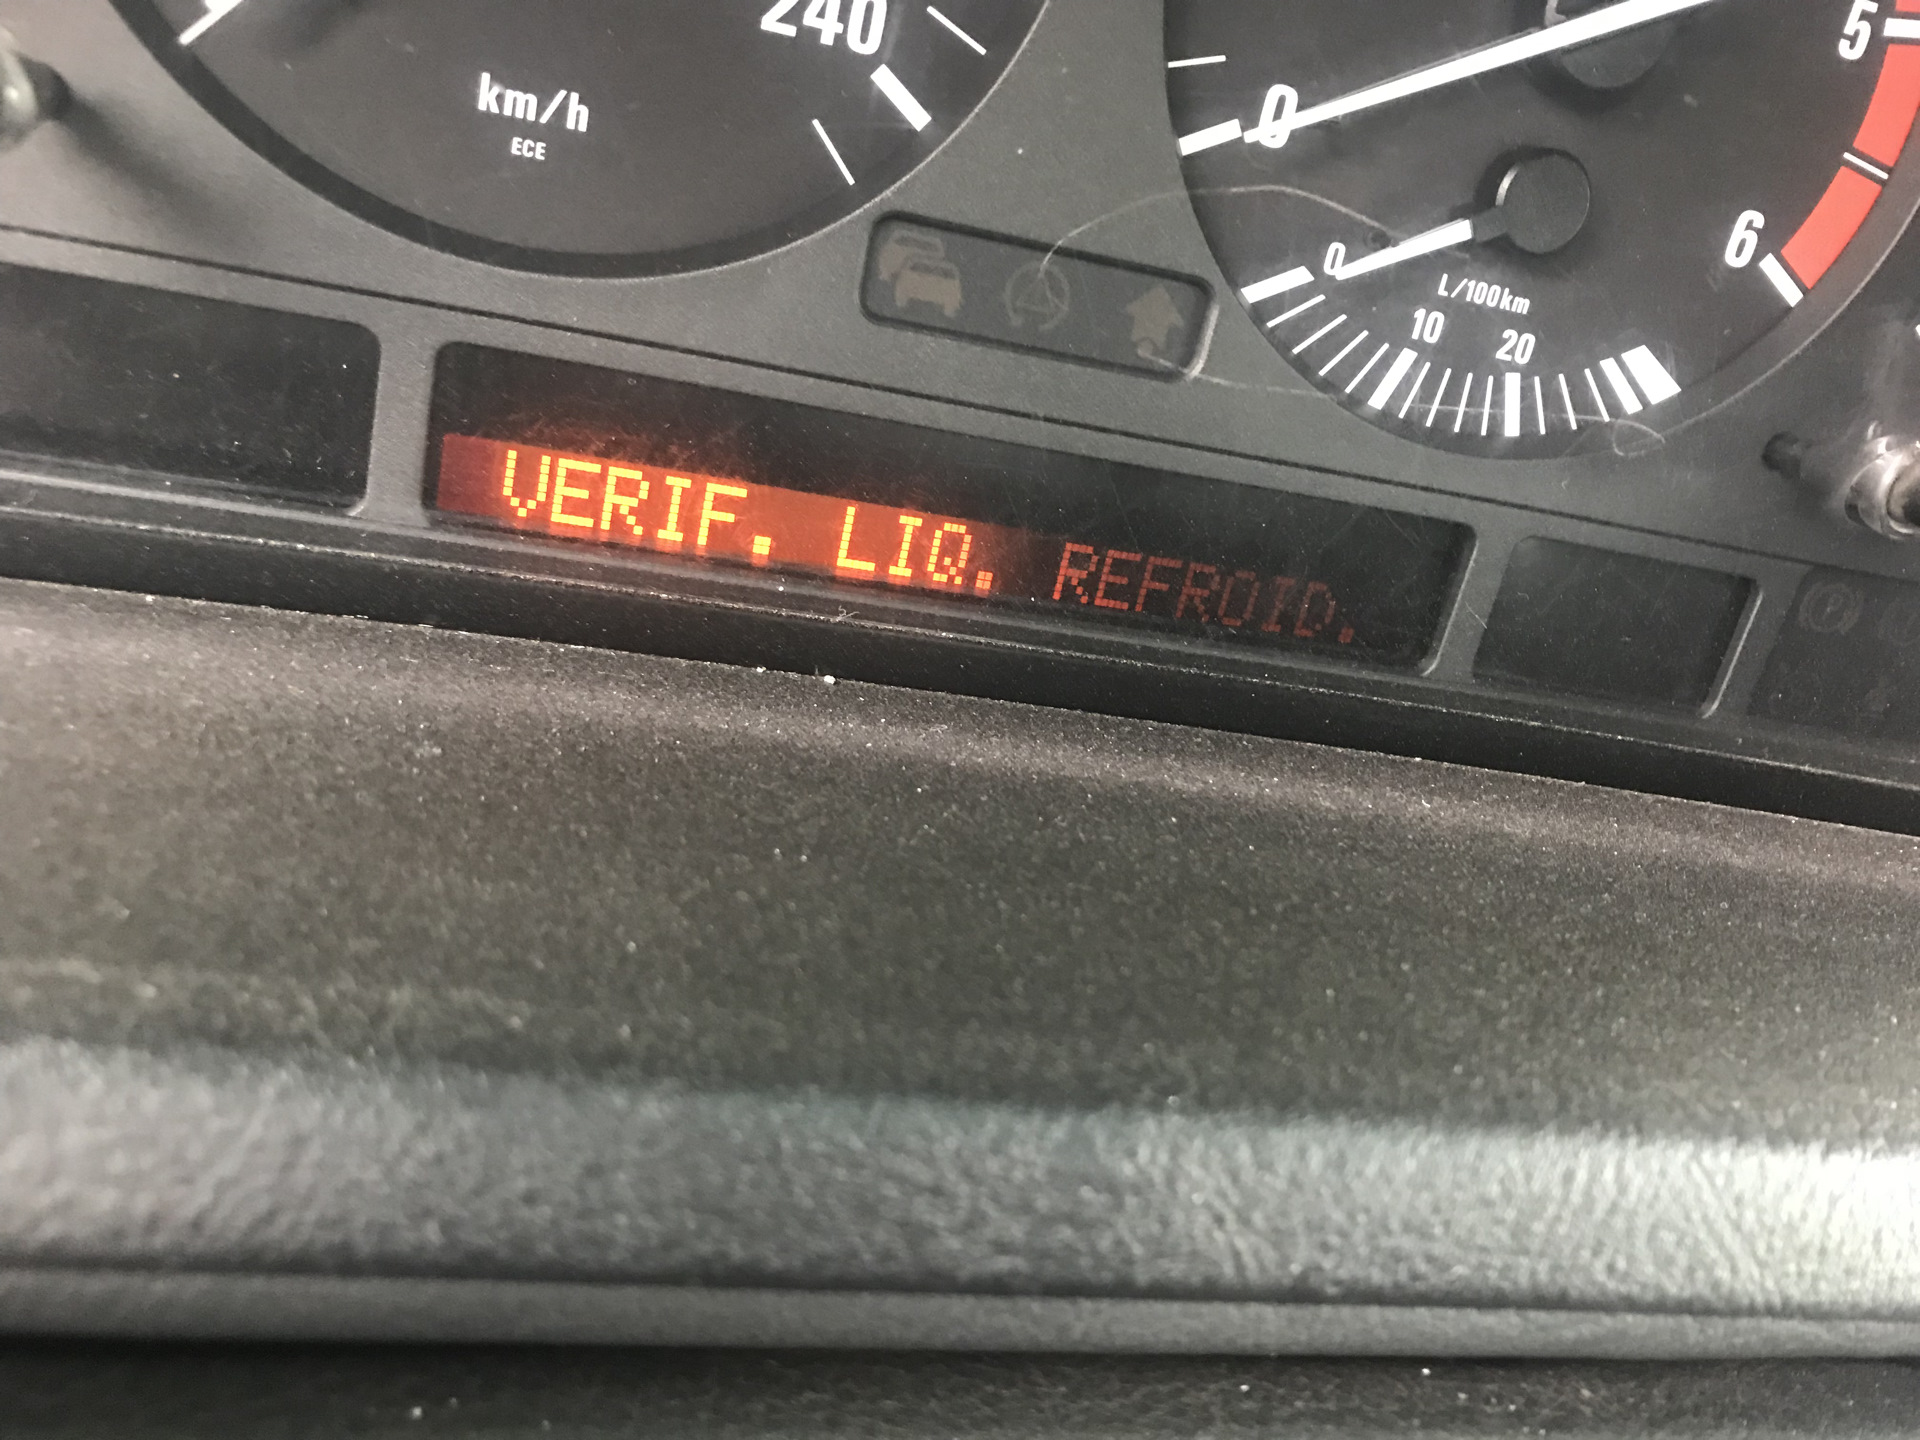 240
km/h
ECE
0
5
6
0
L/100km
10 20
VERIF. LIQ. REFROID.